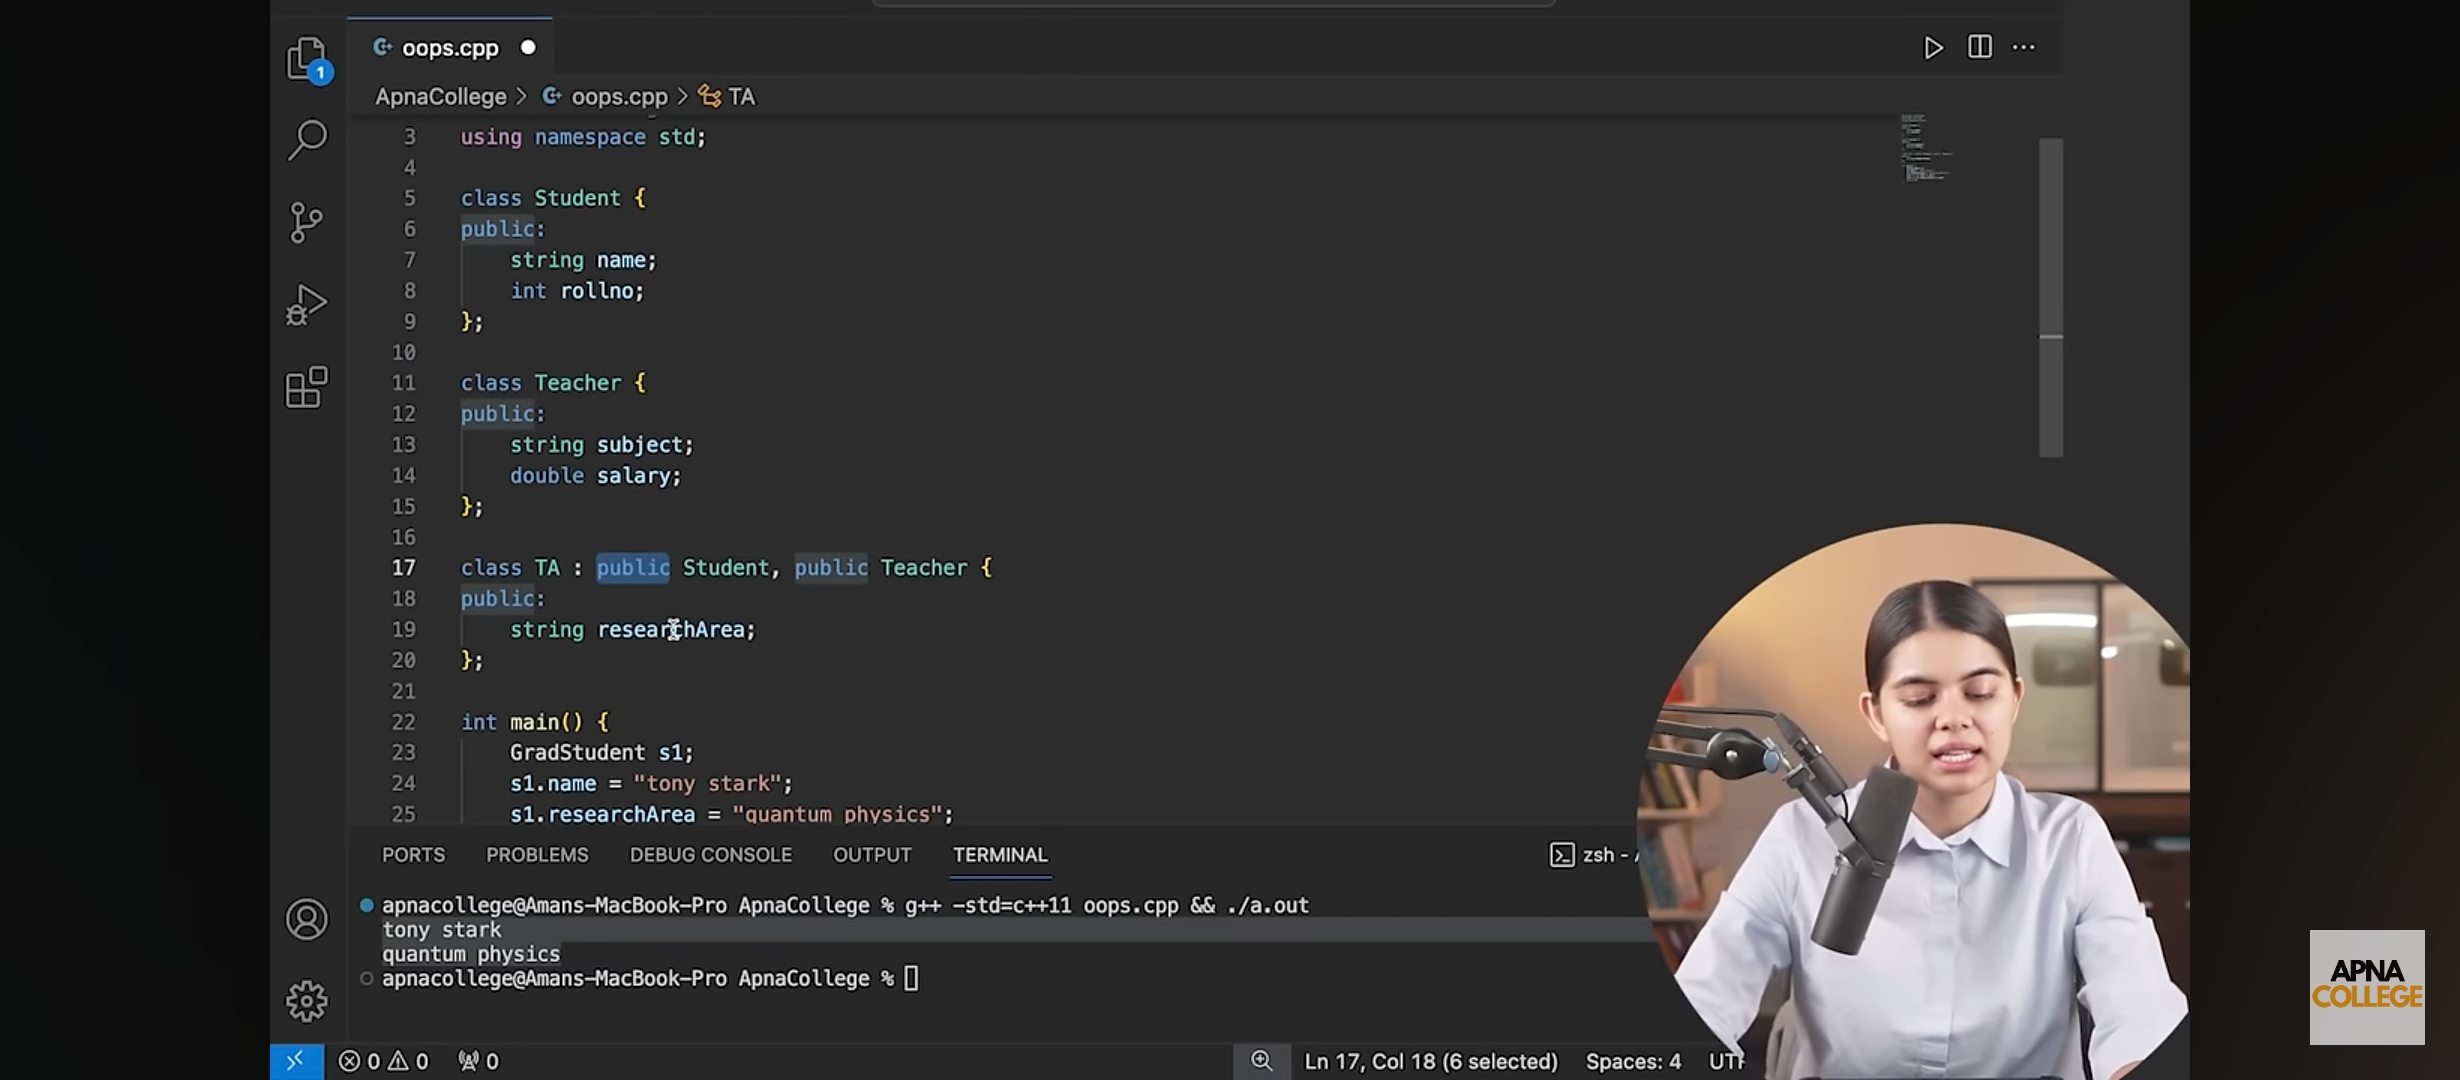 oops.cpp
ApnaCollege > oops.cpp > TA
3 using namespace std;
4
5 class Student {
6 public:
7 string name;
8 int rollno;
9 };
10
11 class Teacher {
12 public:
13 string subject;
14 double salary;
15 };
16
17 class TA : public Student, public Teacher {
18 public:
19 string researchArea;
20 };
21
22 int main() {
23 GradStudent s1;
24 s1.name = "tony stark";
25 s1.researchArea = "quantum physics";
PORTS PROBLEMS DEBUG CONSOLE OUTPUT TERMINAL zsh -
apnacollege@Amans-MacBook-Pro ApnaCollege % g++ -std=c++11 oops.cpp && ./a.out
tony stark
quantum physics
apnacollege@Amans-MacBook-Pro ApnaCollege %
0 0 0 Ln 17, Col 18 (6 selected) Spaces: 4
1
APNA
COLLEGE